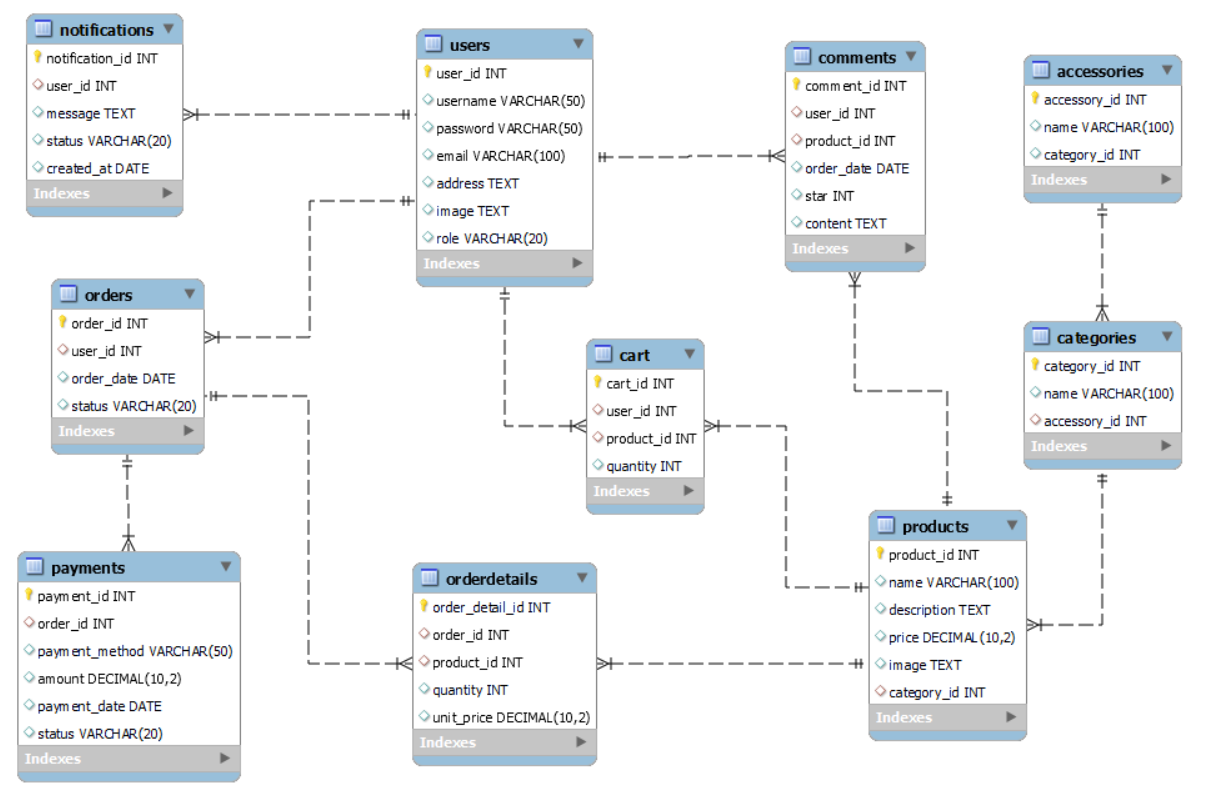 notifications
notification_id INT
user_id INT
message TEXT
status VARCHAR(20)
created_at DATE
Indexes
users
user_id INT
username VARCHAR(50)
password VARCHAR(50)
email VARCHAR(100)
address TEXT
image TEXT
role VARCHAR(20)
Indexes
comments
comment_id INT
user_id INT
product_id INT
order_date DATE
star INT
content TEXT
Indexes
accessories
accessory_id INT
name VARCHAR(100)
category_id INT
Indexes
orders
order_id INT
user_id INT
order_date DATE
status VARCHAR(20)
Indexes
cart
cart_id INT
user_id INT
product_id INT
quantity INT
Indexes
categories
category_id INT
name VARCHAR(100)
accessory_id INT
Indexes
payments
payment_id INT
order_id INT
payment_method VARCHAR(50)
amount DECIMAL(10,2)
payment_date DATE
status VARCHAR(20)
Indexes
orderdetails
order_detail_id INT
order_id INT
product_id INT
quantity INT
unit_price DECIMAL(10,2)
Indexes
products
product_id INT
name VARCHAR(100)
description TEXT
price DECIMAL(10,2)
image TEXT
category_id INT
Indexes